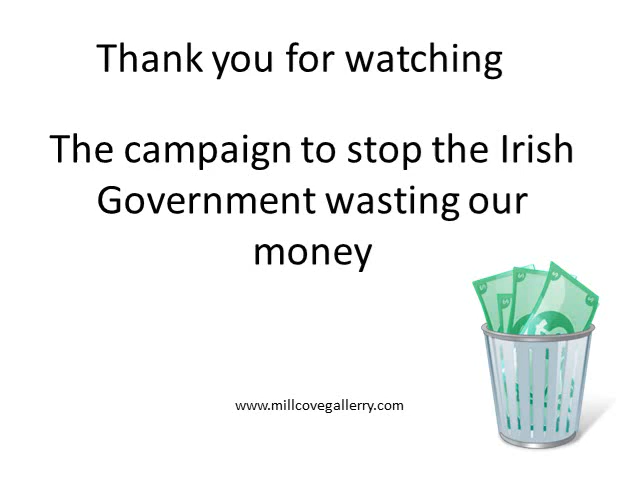 Thank you for watching
The campaign to stop the Irish
Government wasting our
money
www.millcovegallerry.com